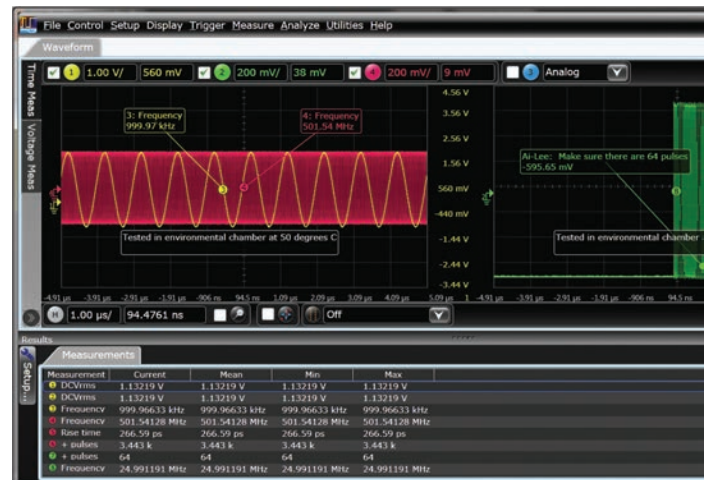 File Control Setup Display Trigger Measure Analyze Utilities Help
Waveform
1 1.00 V/ 560 mV 2 200 mV/ 38 mV 4 200 mV/ 9 mV 3 Analog
Time Meas
Voltage Meas
4.56 V
3.56 V
2.56 V
1.56 V
560 mV
-440 mV
-1.44 V
-2.44 V
-3.44 V
3: Frequency
999.97 kHz
4: Frequency
501.54 MHz
3
Tested in environmental chamber at 50 degrees C
Ai-Lee: Make sure there are 64 pulses
-595.65 mV
Tested in environmental chamber
-4.91 µs -3.91 µs -2.91 µs -1.91 µs -906 ns 94.5 ns 1.09 µs 2.09 µs 3.09 µs 4.09 µs 5.09 µs 1 -4.91 µs -3.91 µs -2.91 µs -1.91 µs -906 ns 94.5 ns
H 1.00 µs/ 94.4761 ns Off
Results
Setup...
Measurements
Measurement Current Mean Min Max
DCVrms 1.13219 V 1.13219 V 1.13219 V 1.13219 V
DCVrms 1.13219 V 1.13219 V 1.13219 V 1.13219 V
Frequency 999.96633 kHz 999.96633 kHz 999.96633 kHz 999.96633 kHz
Frequency 501.54128 MHz 501.54128 MHz 501.54128 MHz 501.54128 MHz
Rise time 266.59 ps 266.59 ps 266.59 ps 266.59 ps
+ pulses 3.443 k 3.443 k 3.443 k 3.443 k
+ pulses 64 64 64 64
Frequency 24.991191 MHz 24.991191 MHz 24.991191 MHz 24.991191 MHz